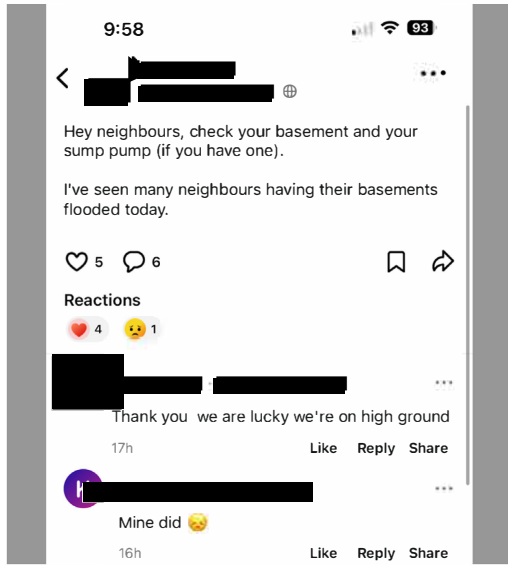 9:58
93
Hey neighbours, check your basement and your
sump pump (if you have one).
I've seen many neighbours having their basements
flooded today.
5 6
Reactions
4 1
Thank you we are lucky we're on high ground
17h Like Reply Share
Mine did 😞
16h Like Reply Share